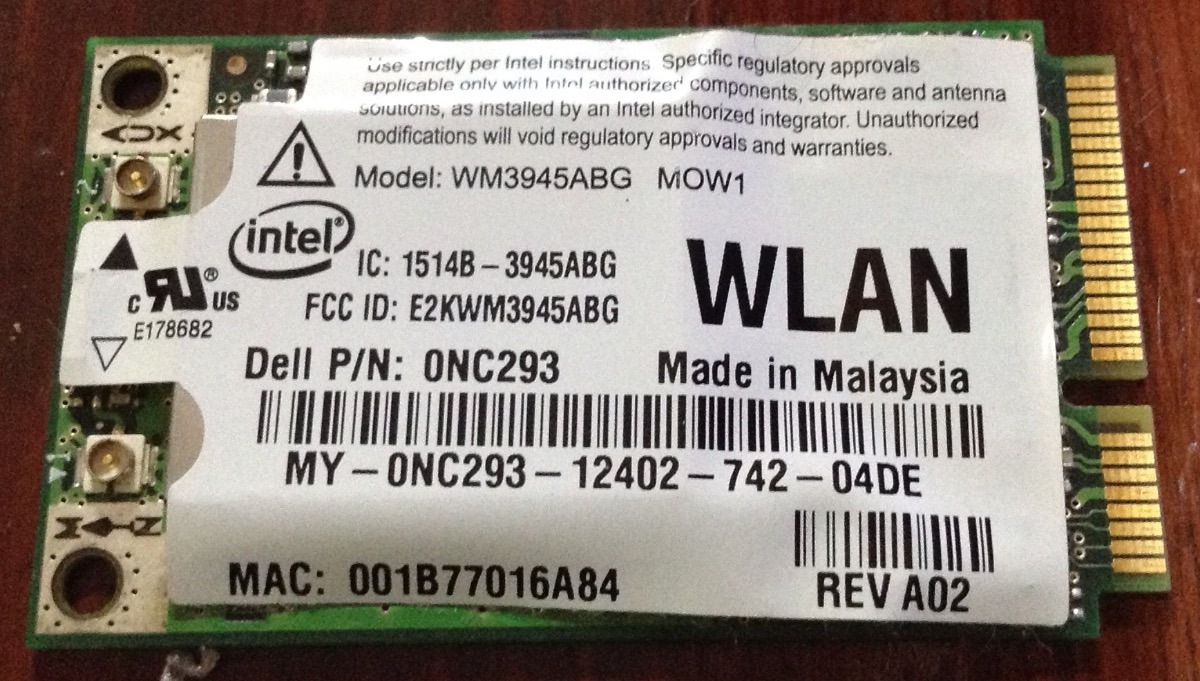 Use strictly per Intel instructions. Specific regulatory approvals
applicable only with Intel authorized components, software and antenna
solutions, as installed by an Intel authorized integrator. Unauthorized
modifications will void regulatory approvals and warranties.
Model: WM3945ABG MOW1
intel®
IC: 1514B-3945ABG
FCC ID: E2KWM3945ABG
WLAN
C RU® US
E178682
Dell P/N: 0NC293 Made in Malaysia
MY-0NC293-12402-742-04DE
MAC: 001B77016A84
REV A02